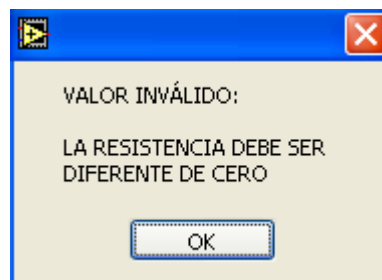 VALOR INVÁLIDO:
LA RESISTENCIA DEBE SER
DIFERENTE DE CERO
OK